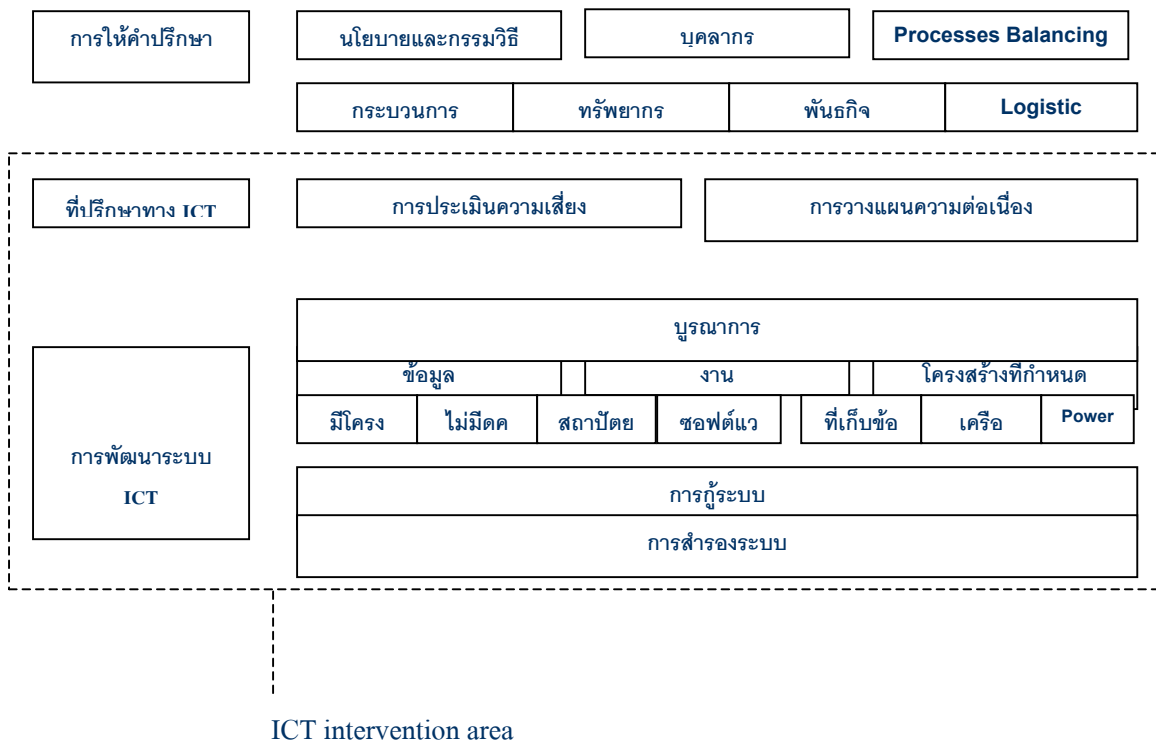 การให้คำปรึกษา
นโยบายและกรรมวิธี
บุคลากร
Processes Balancing
กระบวนการ
ทรัพยากร
พันธกิจ
Logistic
ที่ปรึกษาทาง ICT
การประเมินความเสี่ยง
การวางแผนความต่อเนื่อง
บูรณาการ
ข้อมูล
งาน
โครงสร้างที่กำหนด
มีโครง
ไม่มีดค
สถาปัตย
ซอฟต์แว
ที่เก็บข้อ
เครือ
Power
การพัฒนาระบบ
ICT
การกู้ระบบ
การสำรองระบบ
ICT intervention area